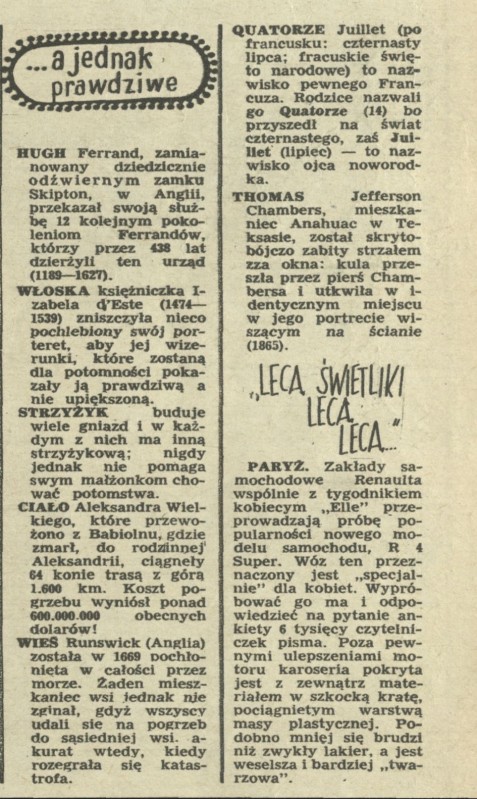 ...a jednak
prawdziwe
HUGH Ferrand, zamia-
nowany dziedzicznie
odźwiernym zamku
Skipton, w Anglii,
przekazał swoją służ-
bę 12 kolejnym poko-
leniom Ferrandów,
którzy przez 438 lat
dzierżyli ten urząd
(1189—1627).
WŁOSKA księżniczka I-
zabela d'Este (1474—
1539) zniszczyła nieco
pochlebiony swój por-
teret, aby jej wize-
runki, które zostaną
dla potomności poka-
zały ją prawdziwą a
nie upiększoną.
STRZYŻYK buduje
wiele gniazd i w każ-
dym z nich ma inną
strzyżykową; nigdy
jednak nie pomaga
swym małżonkom cho-
wać potomstwa.
CIAŁO Aleksandra Wiel-
kiego, które przewo-
żono z Babiolnu, gdzie
zmarł, do rodzinnej
Aleksandrii, ciągnęły
64 konie trasą z górą
1.600 km. Koszt po-
grzebu wyniósł ponad
600.000.000 obecnych
dolarów!
WIEŚ Runswick (Anglia)
została w 1669 pochło-
nięta w całości przez
morze. Żaden miesz-
kaniec wsi jednak nie
zginął, gdyż wszyscy
udali sie na pogrzeb
do sąsiedniej wsi. a-
kurat wtedy, kiedy
rozegrała się katas-
trofa.
QUATORZE Juillet (po
francusku: czternasty
lipca; fracuskie świę-
to narodowe) to naz-
wisko pewnego Fran-
cuza. Rodzice nazwali
go Quatorze (14) bo
przyszedł na świat
czternastego, zaś Jui-
llet (lipiec) — to naz-
wisko ojca noworod-
ka.
THOMAS Jefferson
Chambers, mieszka-
niec Anahuac w Te-
ksasie, został skryto-
bójczo zabity strzałem
zza okna: kula prze-
szła przez pierś Cham-
bersa i utkwiła w i-
dentycznym miejscu
w jego portrecie wi-
szącym na ścianie
(1865).
„LECĄ ŚWIETLIKI
LECĄ
LECĄ..."
PARYŻ. Zakłady sa-
mochodowe Renaulta
wspólnie z tygodnikiem
kobiecym „Elle" prze-
prowadzają próbę po-
pularności nowego mo-
delu samochodu, R 4
Super. Wóz ten przez-
naczony jest „specjal-
nie" dla kobiet. Wypró-
bować go ma i odpo-
wiedzieć na pytanie an-
kiety 6 tysięcy czytelni-
czek pisma. Poza pew-
nymi ulepszeniami mo-
toru karoseria pokryta
jest z zewnątrz mate-
riałem w szkocką kratę,
pociągnietym warstwą
masy plastycznej. Po-
dobno mniej się brudzi
niż zwykły lakier, a jest
weselsza i bardziej „twa-
rzowa".